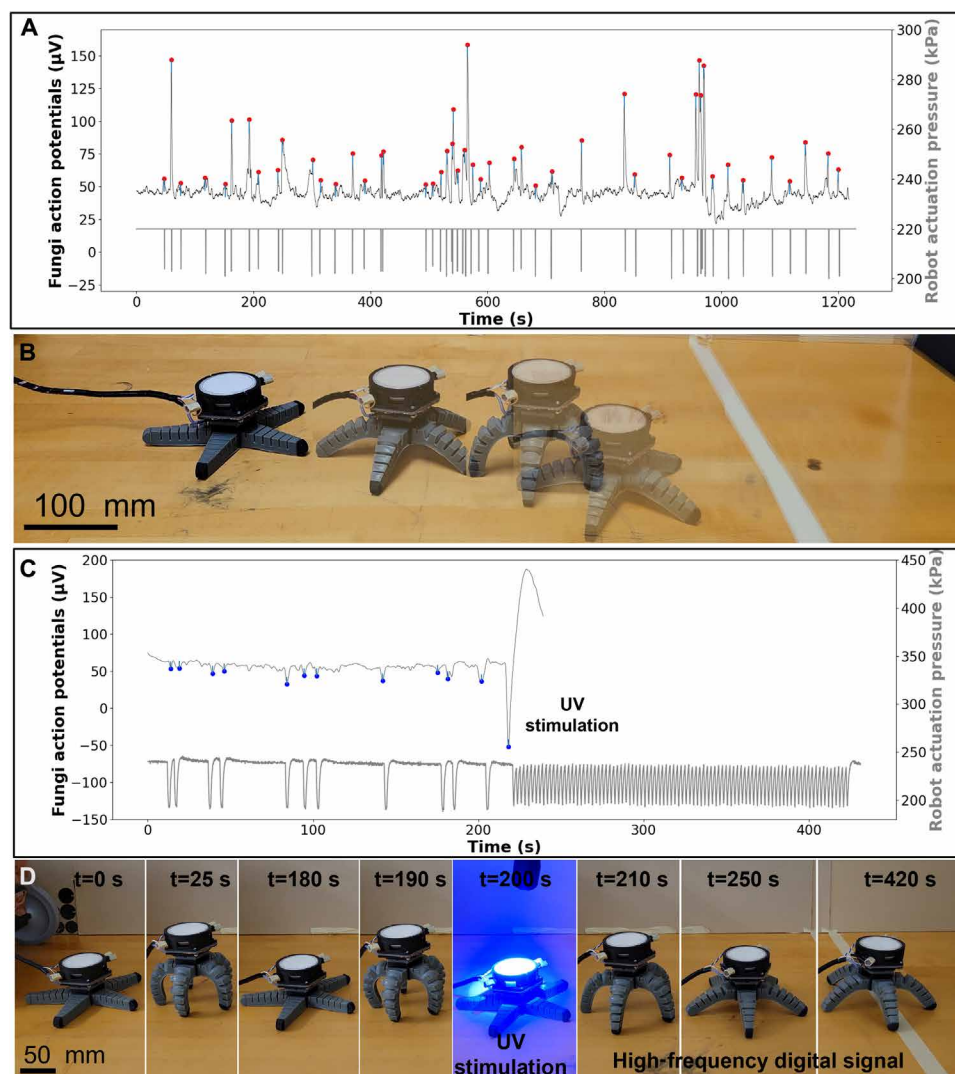 A
Fungi action potentials (µV)
150
125
100
75
50
25
0
−25
300
280
260
240
220
200
Robot actuation pressure (kPa)
0
200
400
600
800
1000
1200
Time (s)
B
100 mm
C
Fungi action potentials (µV)
200
150
100
50
0
−50
−100
−150
UV
stimulation
450
400
350
300
250
200
Robot actuation pressure (kPa)
0
100
200
300
400
Time (s)
D
t=0 s
t=25 s
t=180 s
t=190 s
t=200 s
t=210 s
t=250 s
t=420 s
50 mm
UV
stimulation
High-frequency digital signal